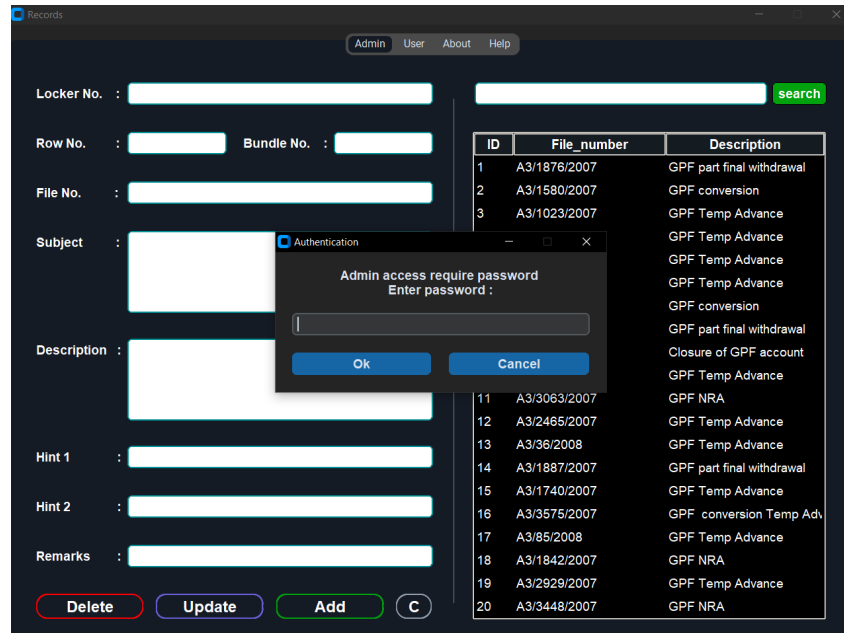 Records
Admin User About Help
Locker No. :
search
Row No. : Bundle No. :
File No. :
Subject :
Description :
Hint 1 :
Hint 2 :
Remarks :
Delete Update Add C
ID File_number Description
1 A3/1876/2007 GPF part final withdrawal
2 A3/1580/2007 GPF conversion
3 A3/1023/2007 GPF Temp Advance
GPF Temp Advance
GPF Temp Advance
GPF Temp Advance
GPF conversion
GPF part final withdrawal
Closure of GPF account
GPF Temp Advance
11 A3/3063/2007 GPF NRA
12 A3/2465/2007 GPF Temp Advance
13 A3/36/2008 GPF Temp Advance
14 A3/1887/2007 GPF part final withdrawal
15 A3/1740/2007 GPF Temp Advance
16 A3/3575/2007 GPF conversion Temp Adv
17 A3/85/2008 GPF Temp Advance
18 A3/1842/2007 GPF NRA
19 A3/2929/2007 GPF Temp Advance
20 A3/3448/2007 GPF NRA
Authentication
Admin access require password
Enter password :
Ok Cancel